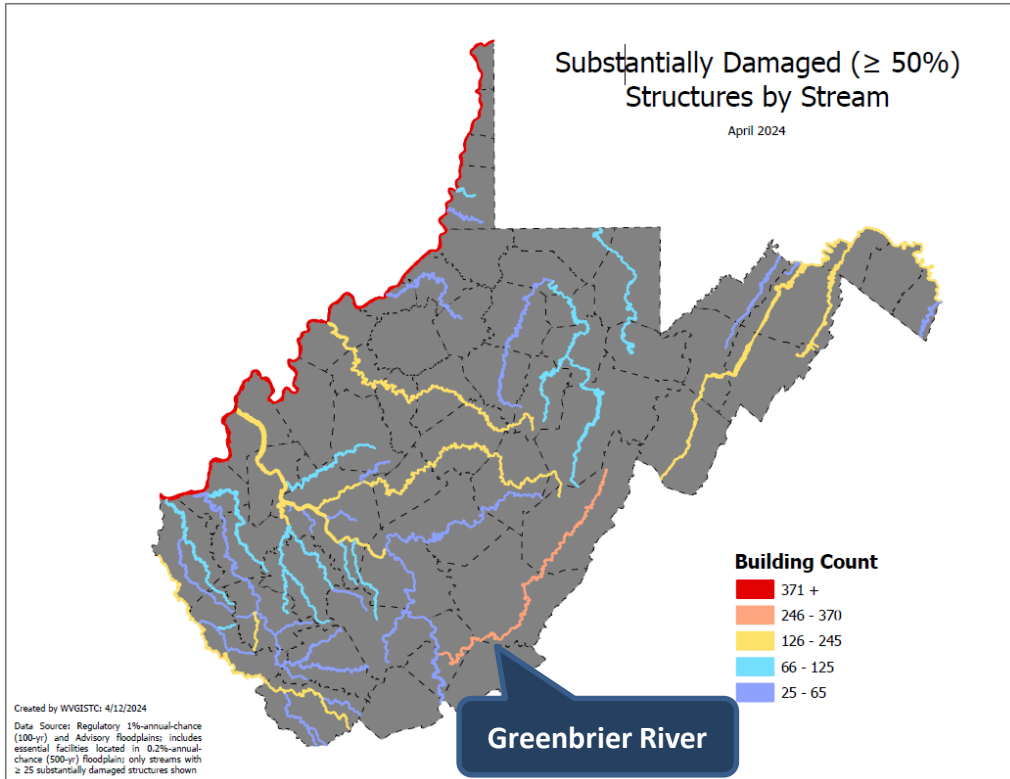 Substantially Damaged (≥ 50%)
Structures by Stream
April 2024
Building Count
371 +
246 - 370
126 - 245
66 - 125
25 - 65
Greenbrier River
Created by WVGISTC: 4/12/2024
Data Source: Regulatory 1%-annual-chance
(100-yr) and Advisory floodplains; includes
essential facilities located in 0.2%-annual-
chance (500-yr) floodplain; only streams with
≥ 25 substantially damaged structures shown